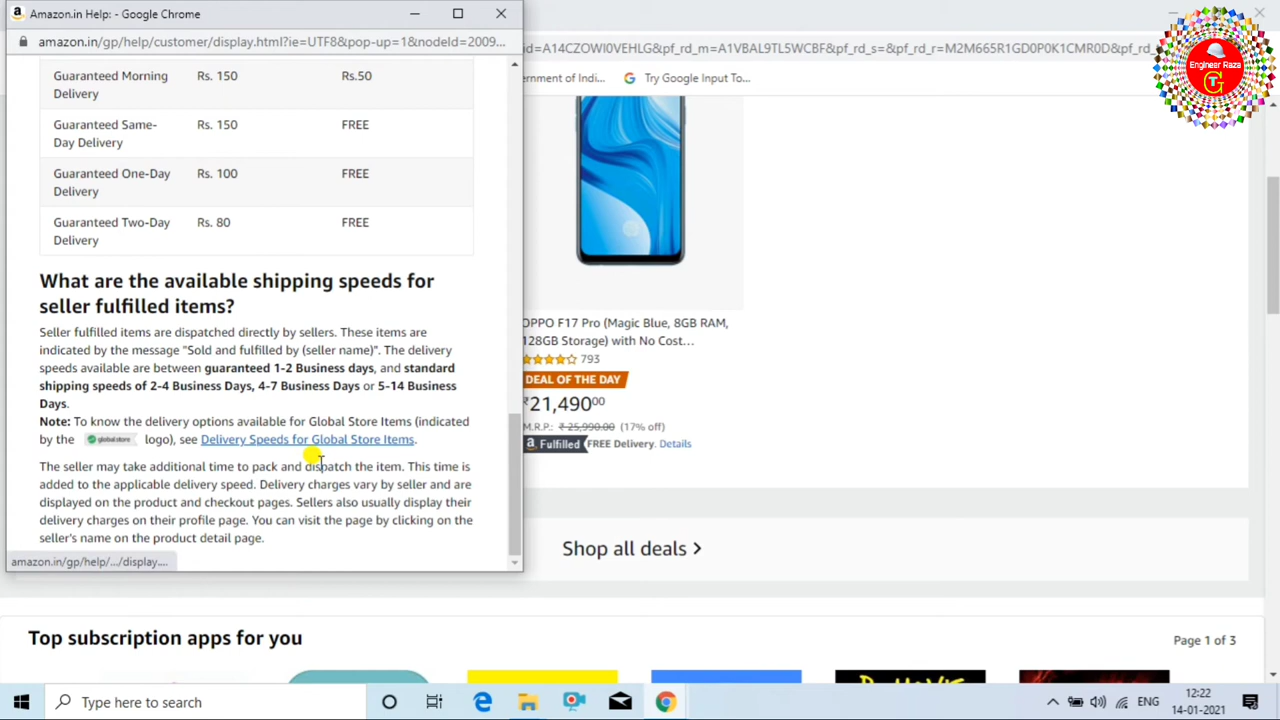 Amazon.in Help: - Google Chrome
amazon.in/gp/help/customer/display.html?ie=UTF8&pop-up=1&nodeId=2009...
nd=A14CZOWI0VEHLG&pf_rd_m=A1VBAL9TL5WCBF&pf_rd_s=&pf_rd_r=M2M665R1GD0P0K1CMR0D&pf_rd_
ernment of Indi...
Try Google Input To...
Engineer Raza
Guaranteed Morning Delivery Rs. 150 Rs.50
Guaranteed Same-Day Delivery Rs. 150 FREE
Guaranteed One-Day Delivery Rs. 100 FREE
Guaranteed Two-Day Delivery Rs. 80 FREE
What are the available shipping speeds for
seller fulfilled items?
Seller fulfilled items are dispatched directly by sellers. These items are
indicated by the message "Sold and fulfilled by (seller name)". The delivery
speeds available are between guaranteed 1-2 Business days, and standard
shipping speeds of 2-4 Business Days, 4-7 Business Days or 5-14 Business
Days.
Note: To know the delivery options available for Global Store Items (indicated
by the globalstore logo), see Delivery Speeds for Global Store Items.
The seller may take additional time to pack and dispatch the item. This time is
added to the applicable delivery speed. Delivery charges vary by seller and are
displayed on the product and checkout pages. Sellers also usually display their
delivery charges on their profile page. You can visit the page by clicking on the
seller's name on the product detail page.
amazon.in/gp/help/.../display....
OPPO F17 Pro (Magic Blue, 8GB RAM,
128GB Storage) with No Cost...
793
DEAL OF THE DAY
₹21,490.00
M.R.P.: ₹ 25,990.00 (17% off)
a Fulfilled FREE Delivery. Details
Shop all deals
Top subscription apps for you
Page 1 of 3
Type here to search
ENG
12:22
14-01-2021